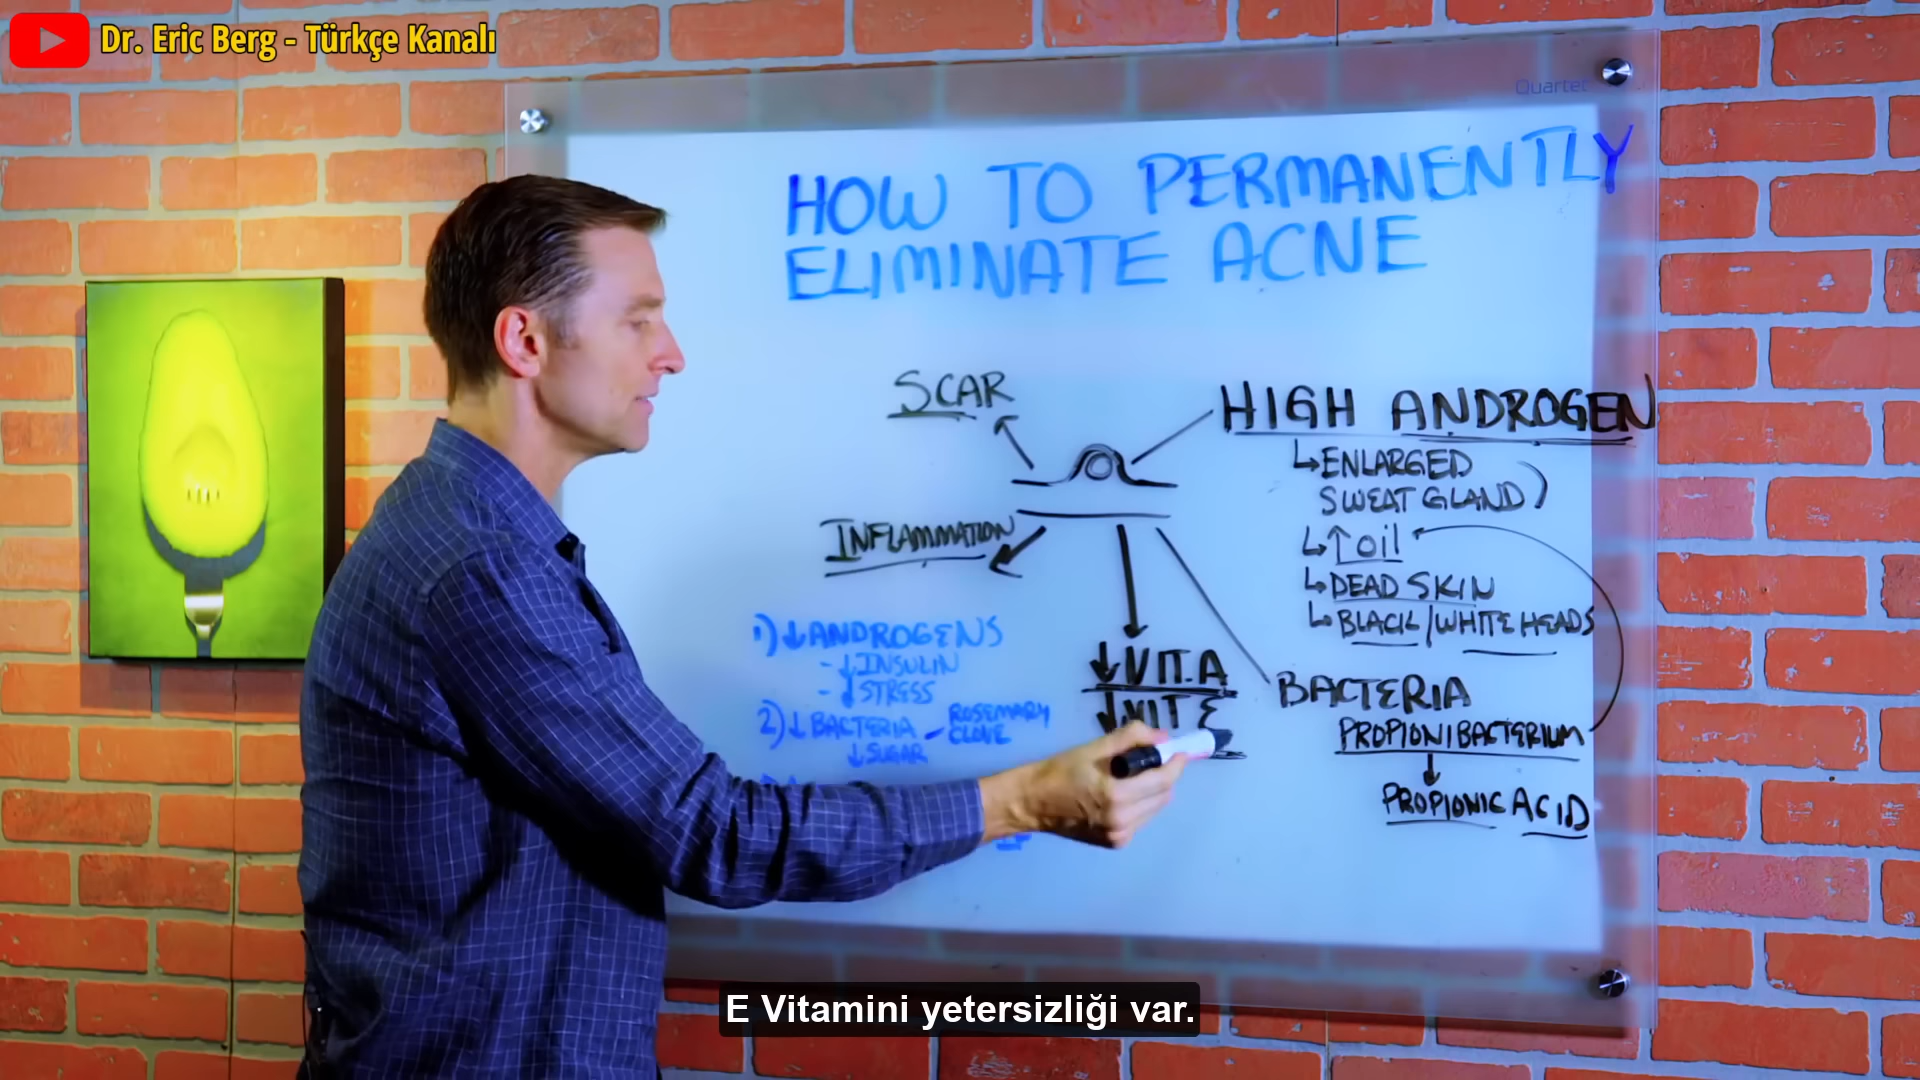 Dr. Eric Berg - Türkçe Kanalı
Quartet
HOW TO PERMANENTLY
ELIMINATE ACNE
SCAR
HIGH ANDROGEN
↳ENLARGED
SWEAT GLAND)
↳↑OIL
↳DEAD SKIN
↳BLACK/WHITE HEADS
INFLAMMATION
1)↓ANDROGENS
-↓INSULIN
-↓STRESS
2)↓BACTERIA - ROSEMARY
CLOVE
↓SUGAR
↓VIT.A
↓VIT E
BACTERIA
PROPIONIBACTERIUM
↓
PROPIONIC ACID
E Vitamini yetersizliği var.